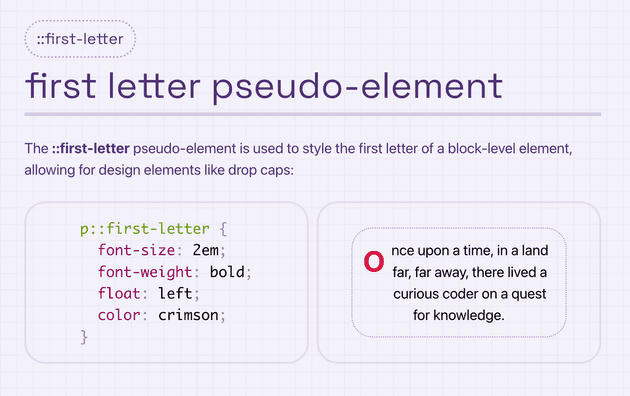 ::first-letter
first letter pseudo-element
The ::first-letter pseudo-element is used to style the first letter of a block-level element,
allowing for design elements like drop caps:
p::first-letter {
  font-size: 2em;
  font-weight: bold;
  float: left;
  color: crimson;
}
Once upon a time, in a land
far, far away, there lived a
curious coder on a quest
for knowledge.